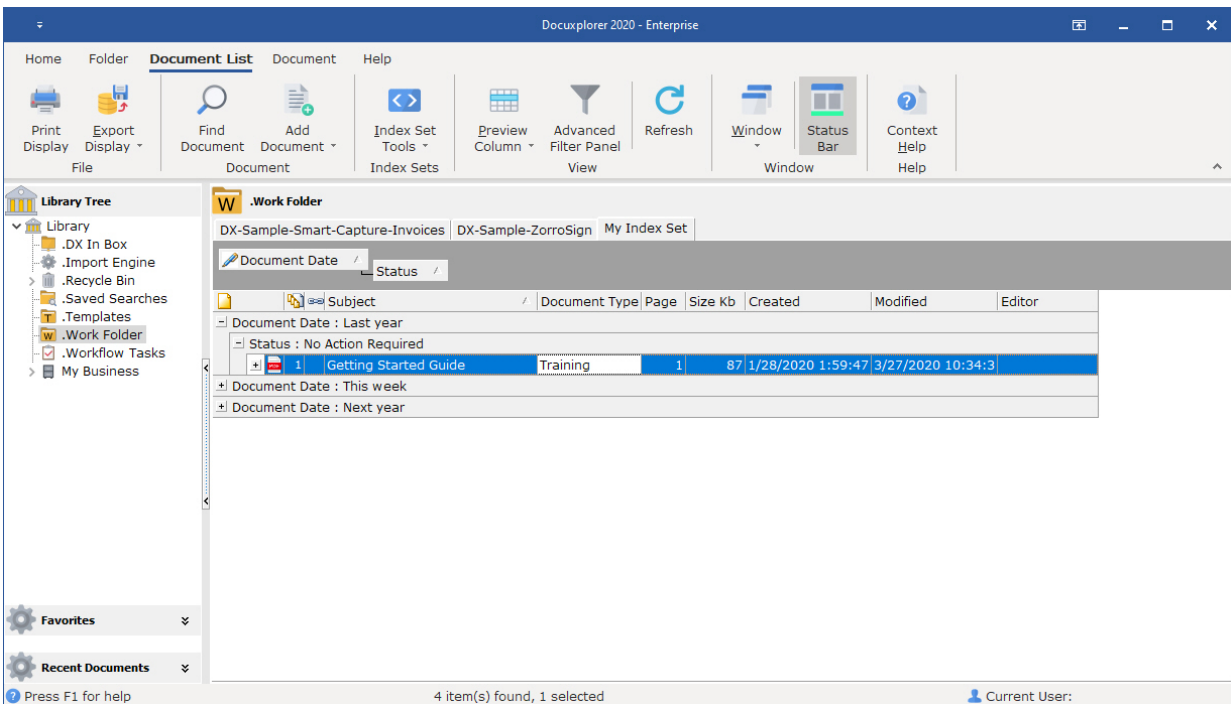 Docuxplorer 2020 - Enterprise
Home Folder Document List Document Help
Print Display
Export Display
Find Document
Add Document
Index Set Tools
Preview Column
Advanced Filter Panel
Refresh
Window
Status Bar
Context Help
File Document Index Sets View Window Help
Library Tree
Library
.DX In Box
.Import Engine
.Recycle Bin
.Saved Searches
.Templates
.Work Folder
.Workflow Tasks
My Business
Favorites
Recent Documents
W .Work Folder
DX-Sample-Smart-Capture-Invoices DX-Sample-ZorroSign My Index Set
Document Date
Status
Subject Document Type Page Size Kb Created Modified Editor
Document Date : Last year
Status : No Action Required
1 Getting Started Guide Training 1 87 1/28/2020 1:59:47 3/27/2020 10:34:3
Document Date : This week
Document Date : Next year
Press F1 for help 4 item(s) found, 1 selected Current User: